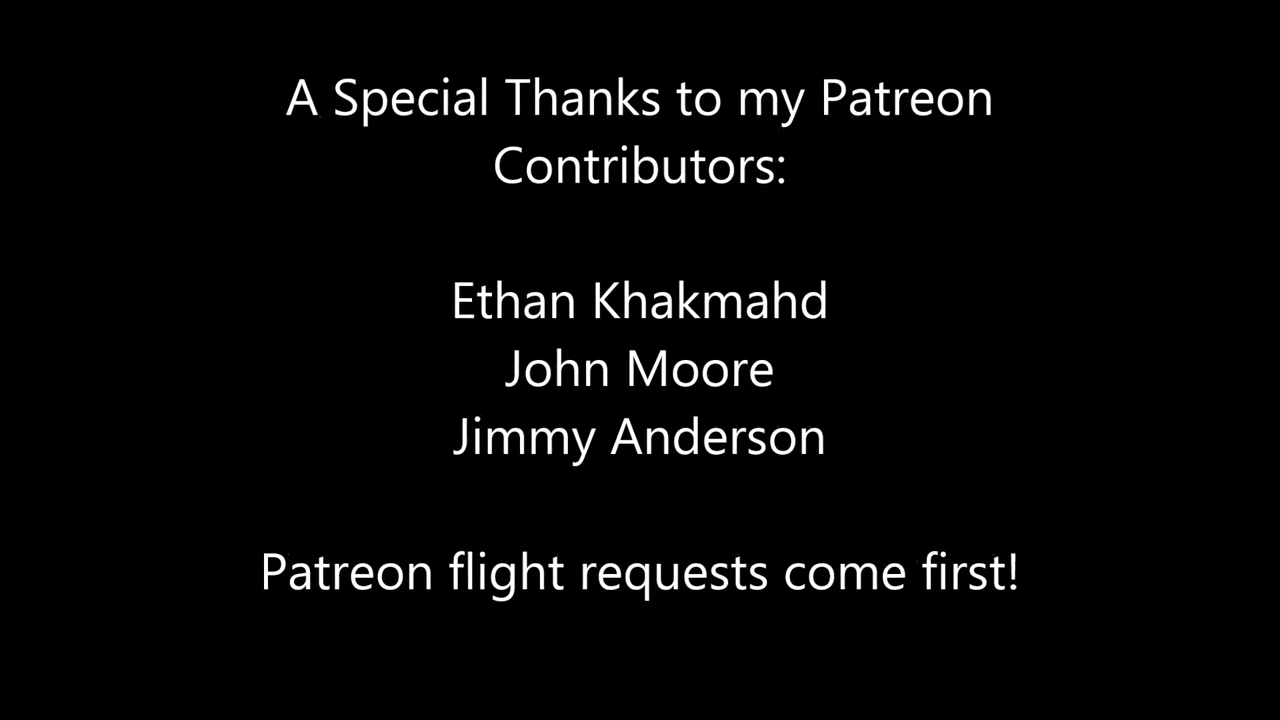 A Special Thanks to my Patreon
Contributors:
Ethan Khakmahd
John Moore
Jimmy Anderson
Patreon flight requests come first!